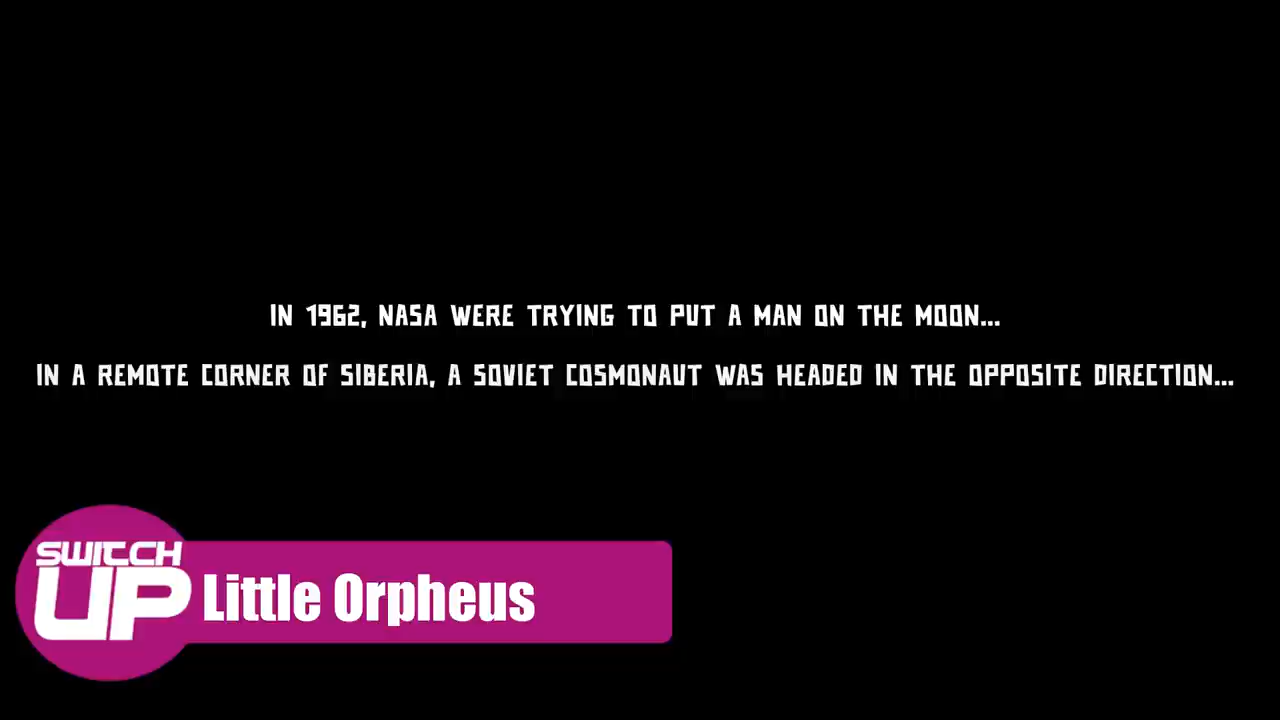 IN 1962, NASA WERE TRYING TO PUT A MAN ON THE MOON...
IN A REMOTE CORNER OF SIBERIA, A SOVIET COSMONAUT WAS HEADED IN THE OPPOSITE DIRECTION...
SWITCH
UP
Little Orpheus